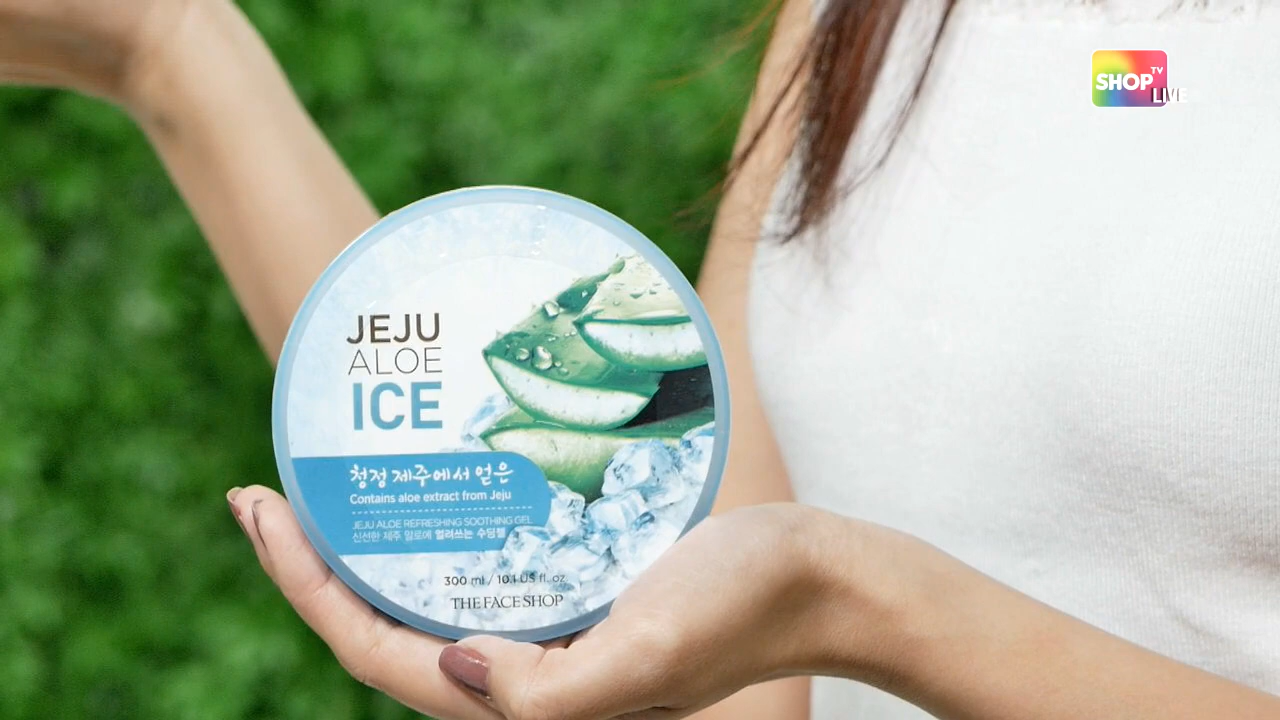 SHOP TV
LIVE
JEJU
ALOE
ICE
청정 제주에서 얻은
Contains aloe extract from Jeju
JEJU ALOE REFRESHING SOOTHING GEL
신선한 제주 알로에 얼려쓰는 수딩젤
300 ml / 10.1 US fl. oz
THE FACE SHOP